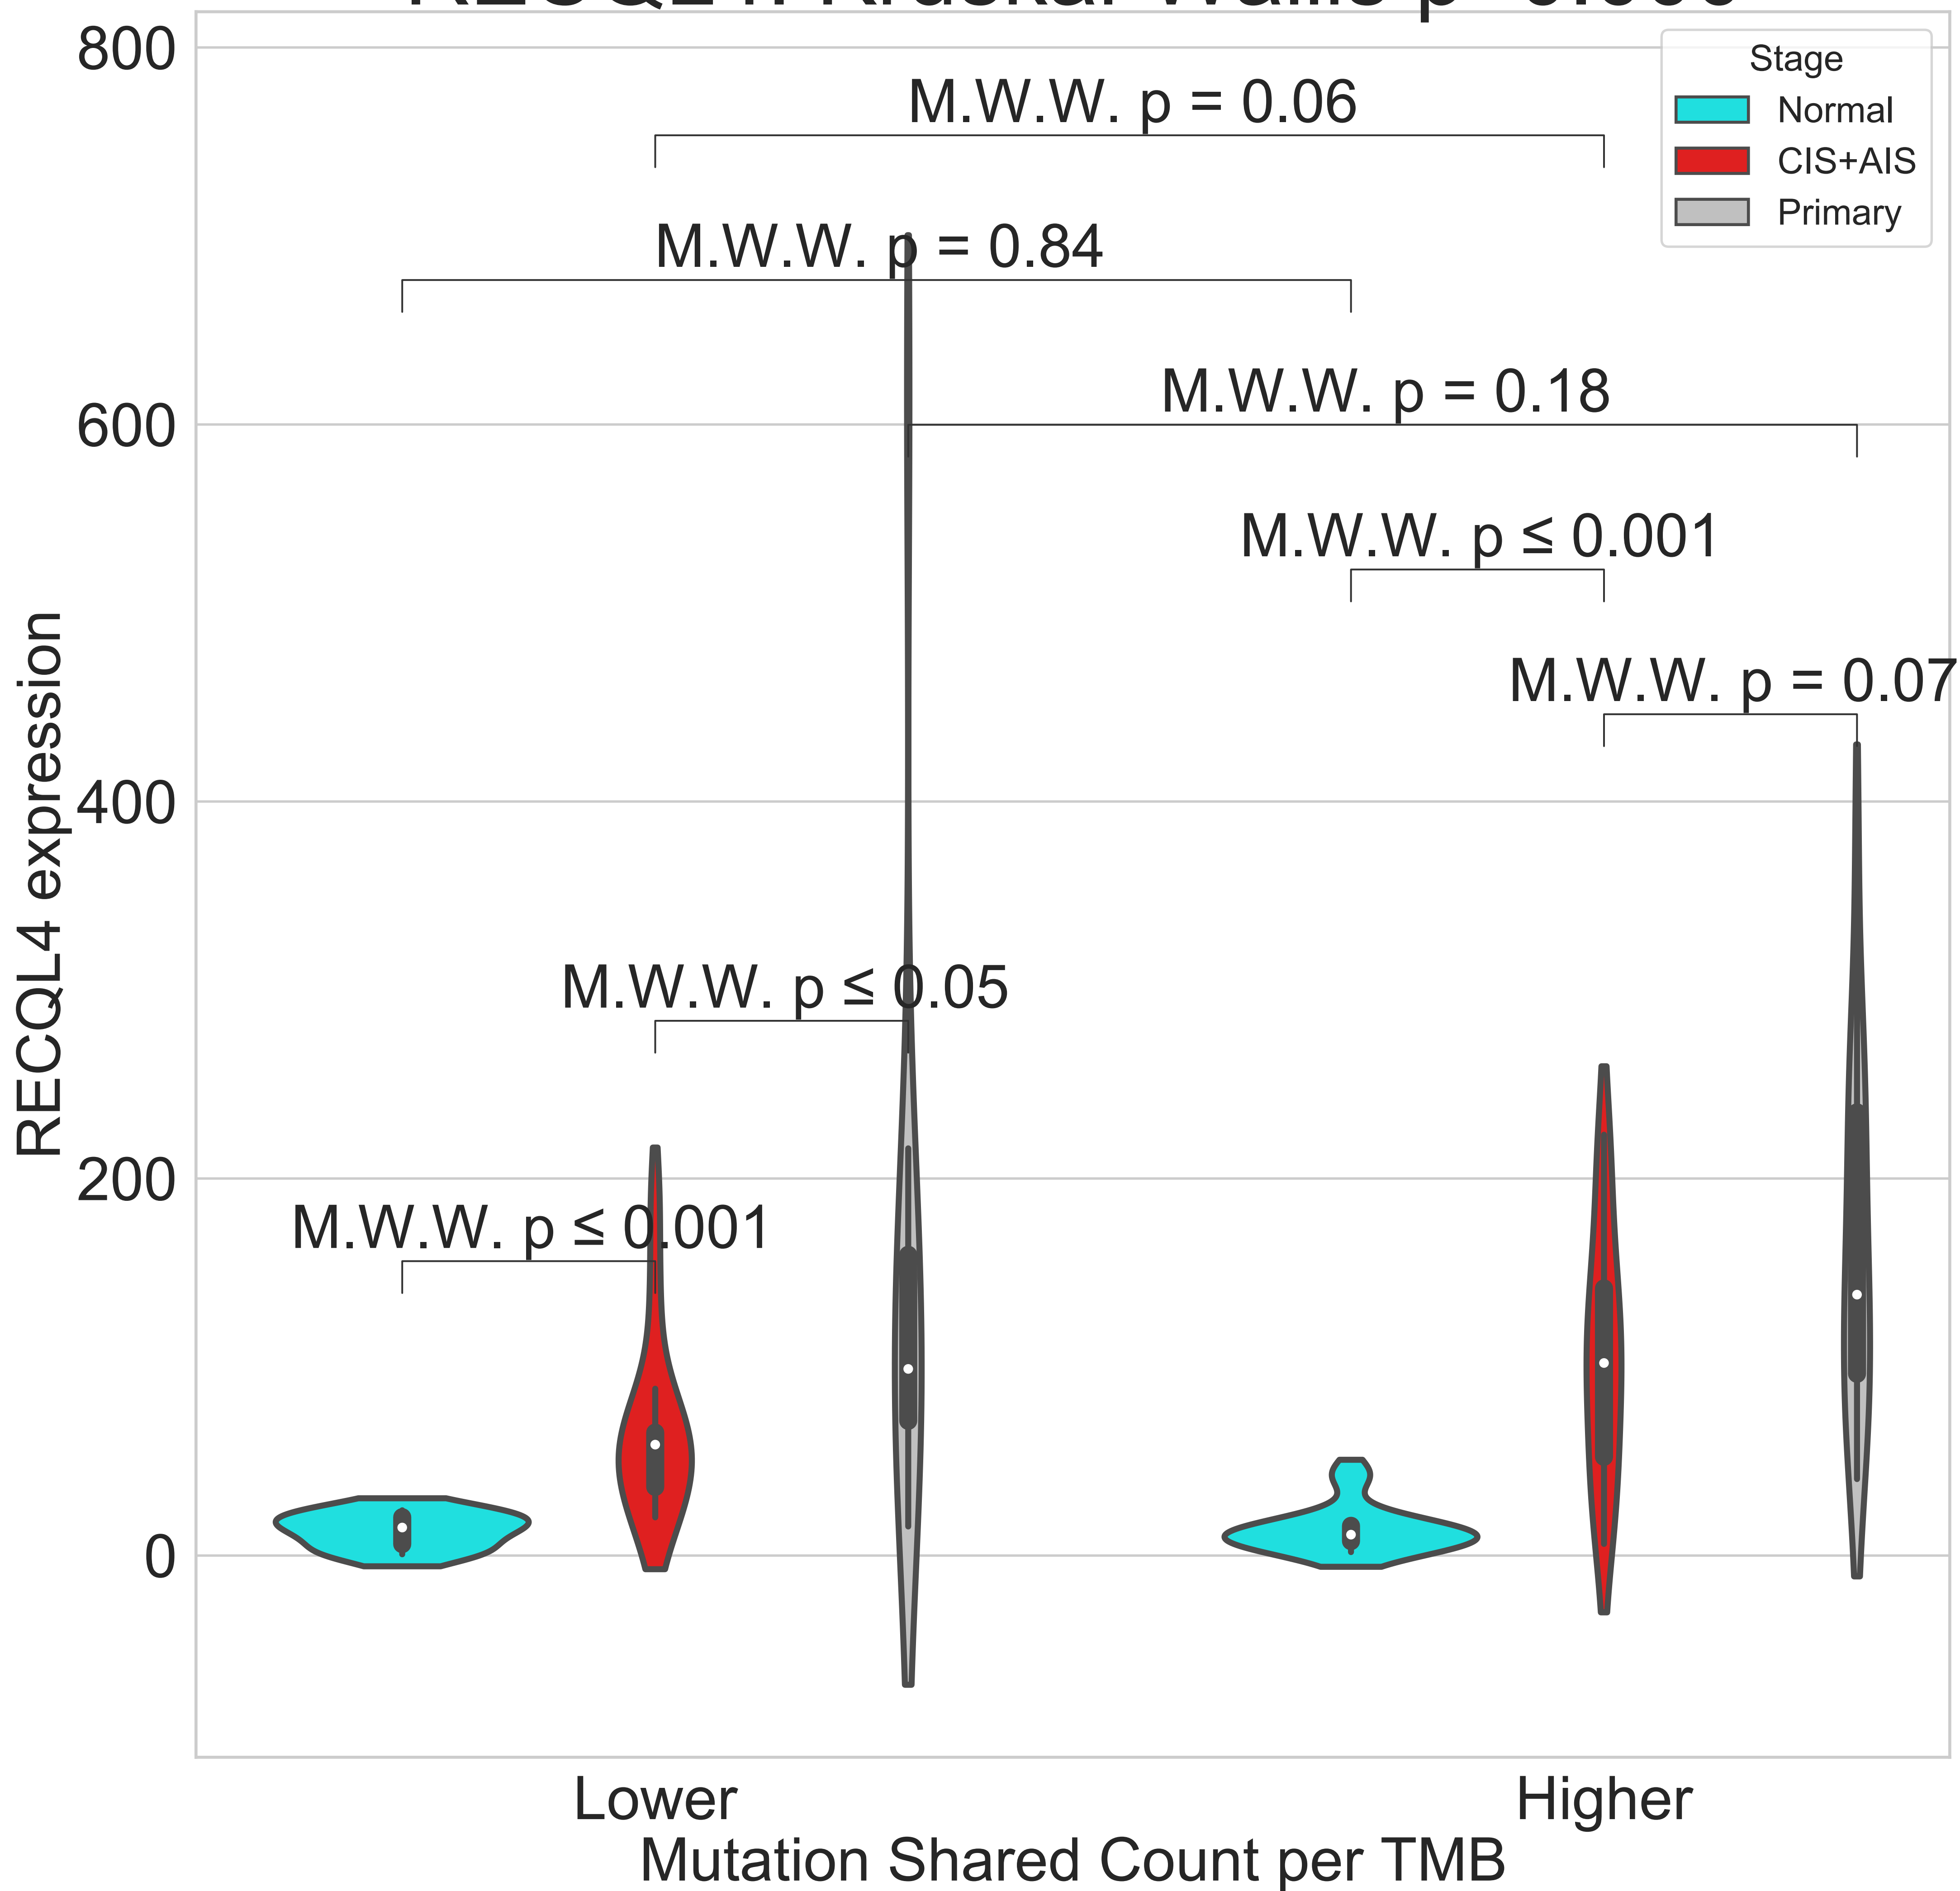 800
Stage
Normal
CIS+AIS
Primary
M.W.W. p = 0.06
M.W.W. p = 0.84
M.W.W. p = 0.18
600
M.W.W. p ≤ 0.001
M.W.W. p = 0.07
RECQL4 expression
400
M.W.W. p ≤ 0.05
200
M.W.W. p ≤ 0.001
0
Lower
Higher
Mutation Shared Count per TMB